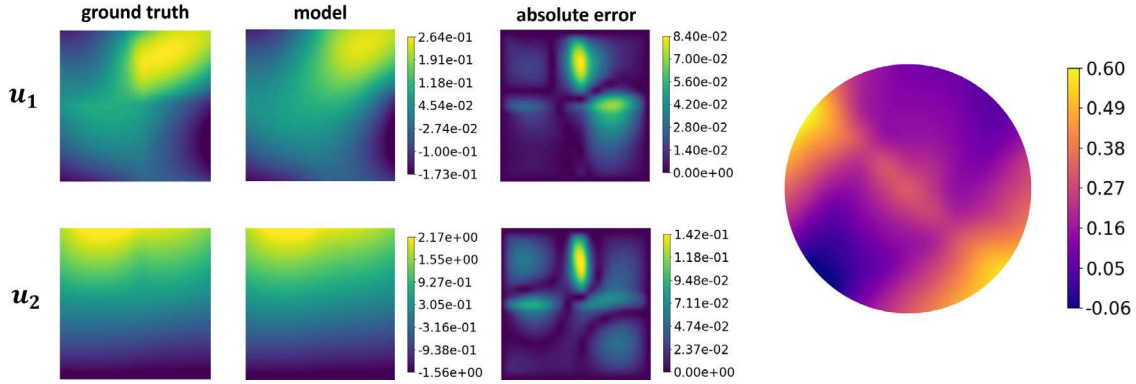 ground truth model absolute error
u₁
2.64e-01
1.91e-01
1.18e-01
4.54e-02
-2.74e-02
-1.00e-01
-1.73e-01
8.40e-02
7.00e-02
5.60e-02
4.20e-02
2.80e-02
1.40e-02
0.00e+00
u₂
2.17e+00
1.55e+00
9.28e-01
3.05e-01
-3.16e-01
-9.38e-01
-1.56e+00
1.42e-01
1.18e-01
9.48e-02
7.11e-02
4.74e-02
2.37e-02
0.00e+00
0.60
0.49
0.38
0.27
0.16
0.05
-0.06